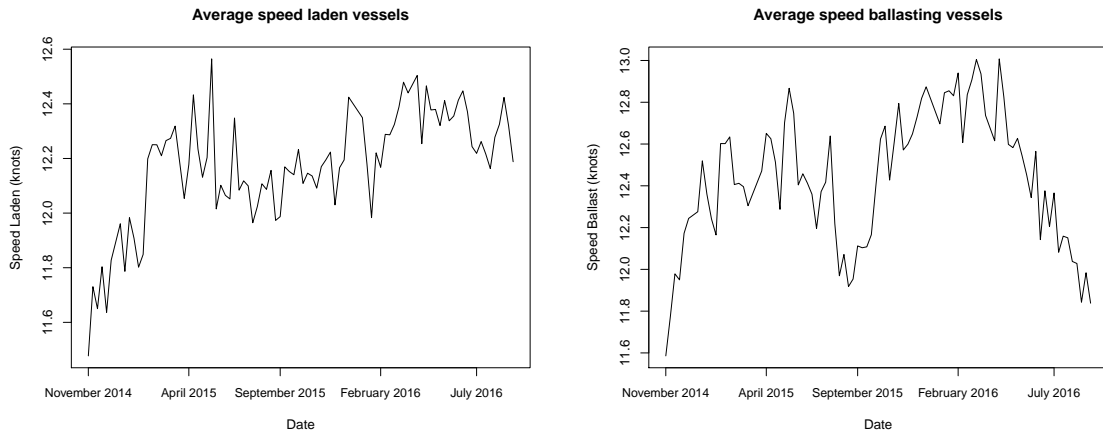 Average speed laden vessels
Speed Laden (knots)
12.6
12.4
12.2
12.0
11.8
11.6
November 2014 April 2015 September 2015 February 2016 July 2016
Date
Average speed ballasting vessels
Speed Ballast (knots)
13.0
12.8
12.6
12.4
12.2
12.0
11.8
11.6
November 2014 April 2015 September 2015 February 2016 July 2016
Date